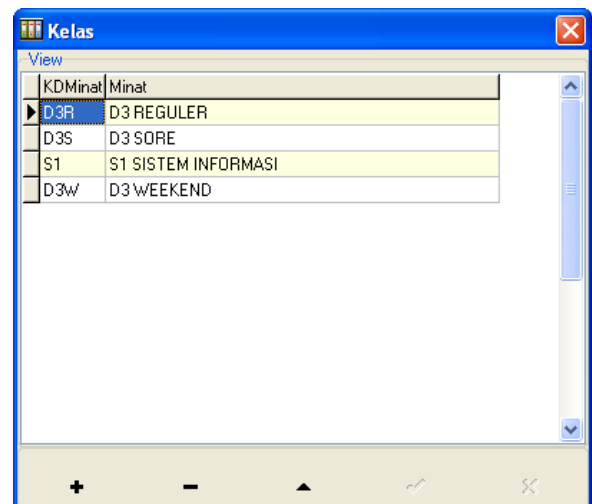 Kelas
View
KDMinat Minat
D3R D3 REGULER
D3S D3 SORE
S1 S1 SISTEM INFORMASI
D3W D3 WEEKEND